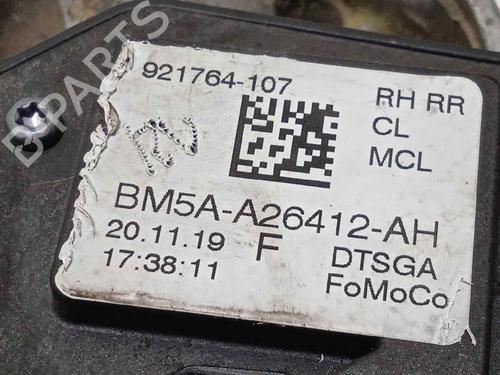 B-PARTS
921764-107
RH RR
CL
MCL
BM5A-A26412-AH
20.11.19 F DTSGA
17:38:11 FoMoCo